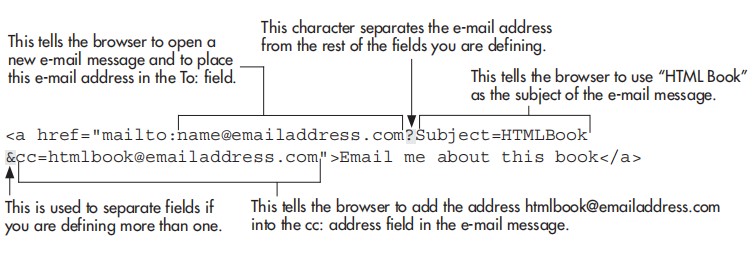 This character separates the e-mail address
from the rest of the fields you are defining.
This tells the browser to open a
new e-mail message and to place
this e-mail address in the To: field.
This tells the browser to use “HTML Book”
as the subject of the e-mail message.
<a href="mailto:name@emailaddress.com?Subject=HTMLBook
&cc=htmlbook@emailaddress.com">Email me about this book</a>
This is used to separate fields if
you are defining more than one.
This tells the browser to add the address htmlbook@emailaddress.com
into the cc: address field in the e-mail message.